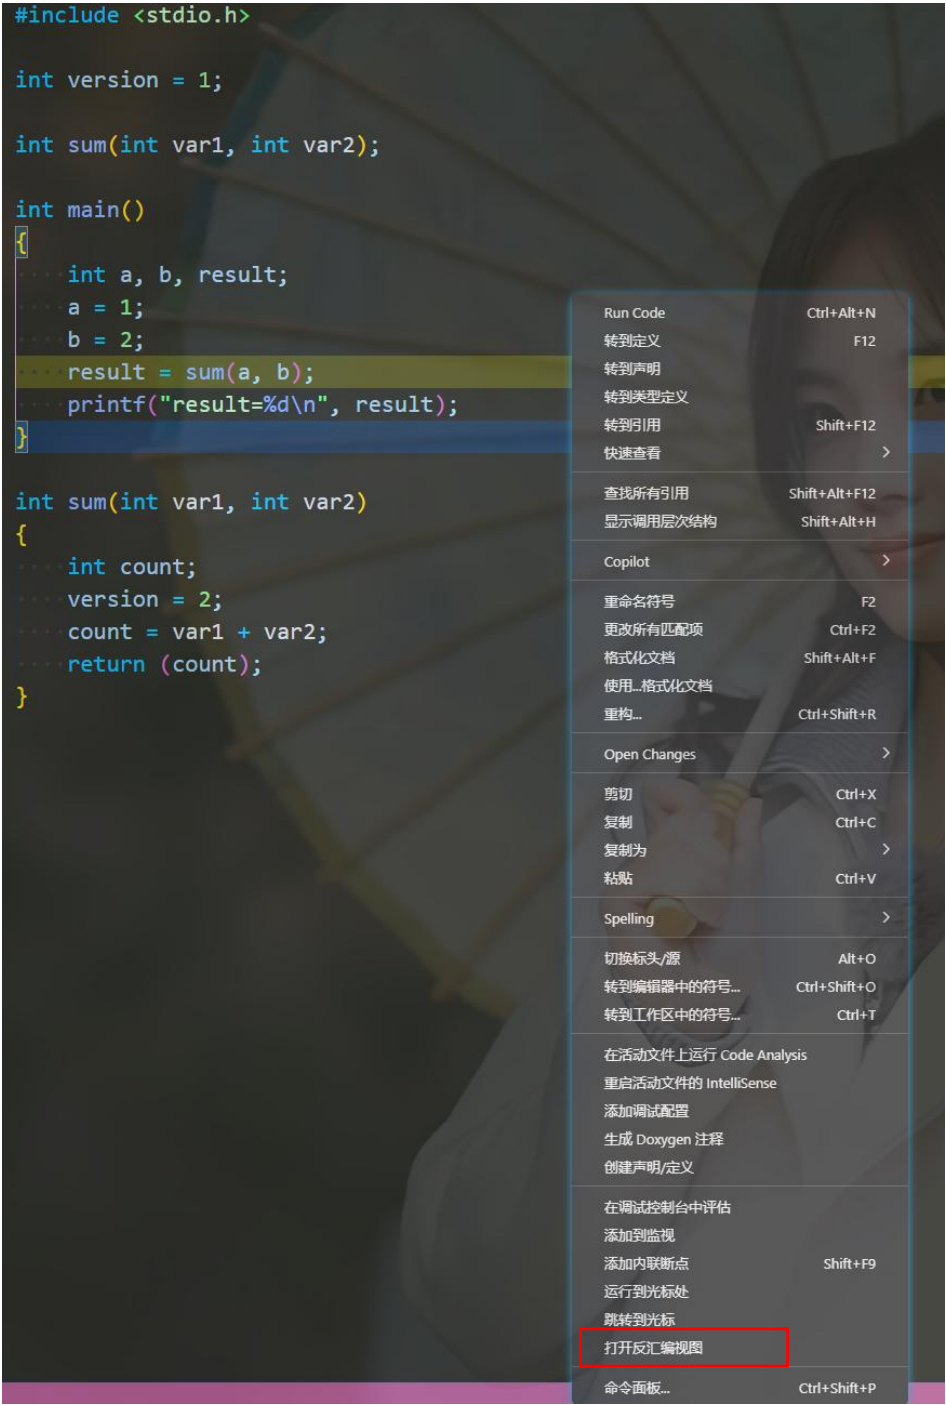 #include <stdio.h>
int version = 1;
int sum(int var1, int var2);
int main()
{
int a, b, result;
a = 1;
b = 2;
result = sum(a, b);
printf("result=%d\n", result);
}
int sum(int var1, int var2)
{
int count;
version = 2;
count = var1 + var2;
return (count);
}
Run Code Ctrl+Alt+N
转到定义 F12
转到声明
转到类型定义
转到引用 Shift+F12
快速查看
查找所有引用 Shift+Alt+F12
显示调用层次结构 Shift+Alt+H
Copilot
重命名符号 F2
更改所有匹配项 Ctrl+F2
格式化文档 Shift+Alt+F
使用...格式化文档
重构... Ctrl+Shift+R
Open Changes
剪切 Ctrl+X
复制 Ctrl+C
复制为
粘贴 Ctrl+V
Spelling
切换标头/源 Alt+O
转到编辑器中的符号... Ctrl+Shift+O
转到工作区中的符号... Ctrl+T
在活动文件上运行 Code Analysis
重启活动文件的 IntelliSense
添加调试配置
生成 Doxygen 注释
创建声明/定义
在调试控制台中评估
添加到监视
添加内联断点 Shift+F9
运行到光标处
跳转到光标
打开反汇编视图
命令面板... Ctrl+Shift+P